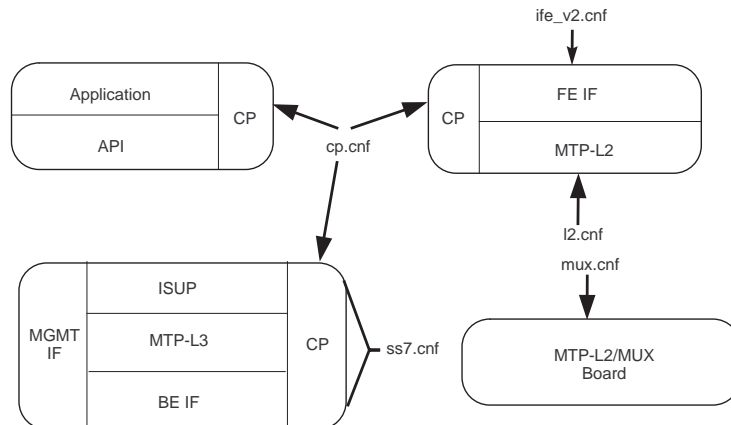 ife_v2.cnf
Application
CP
API
FE IF
CP
MTP-L2
cp.cnf
l2.cnf
mux.cnf
ISUP
MGMT
IF
MTP-L3
CP
BE IF
ss7.cnf
MTP-L2/MUX
Board